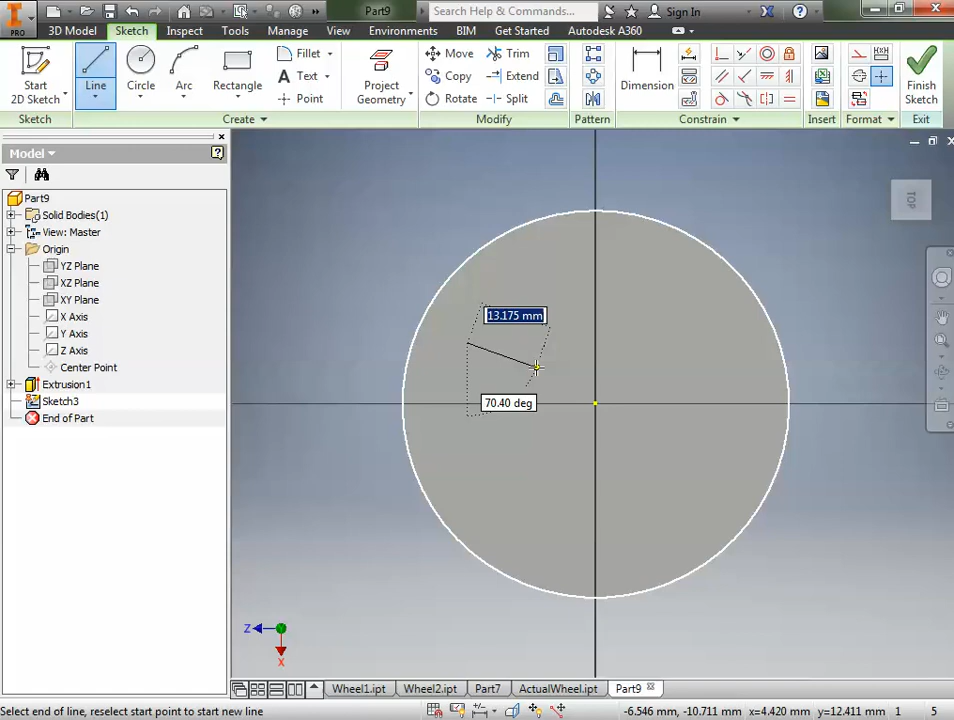 Part9
Search Help & Commands...
Sign In
PRO
3D Model
Sketch
Inspect
Tools
Manage
View
Environments
BIM
Get Started
Autodesk A360
Start
2D Sketch
Line
Circle
Arc
Rectangle
Fillet
Text
Point
Project
Geometry
Move
Copy
Rotate
Trim
Extend
Split
Dimension
Finish
Sketch
Sketch
Create
Modify
Pattern
Constrain
Insert
Format
Exit
Model
Part9
Solid Bodies(1)
View: Master
Origin
YZ Plane
XZ Plane
XY Plane
X Axis
Y Axis
Z Axis
Center Point
Extrusion1
Sketch3
End of Part
TOP
13.175 mm
70.40 deg
Z
X
Wheel1.ipt
Wheel2.ipt
Part7
ActualWheel.ipt
Part9
Select end of line, reselect start point to start new line
-6.546 mm, -10.711 mm
x=4.420 mm
y=12.411 mm
1
5